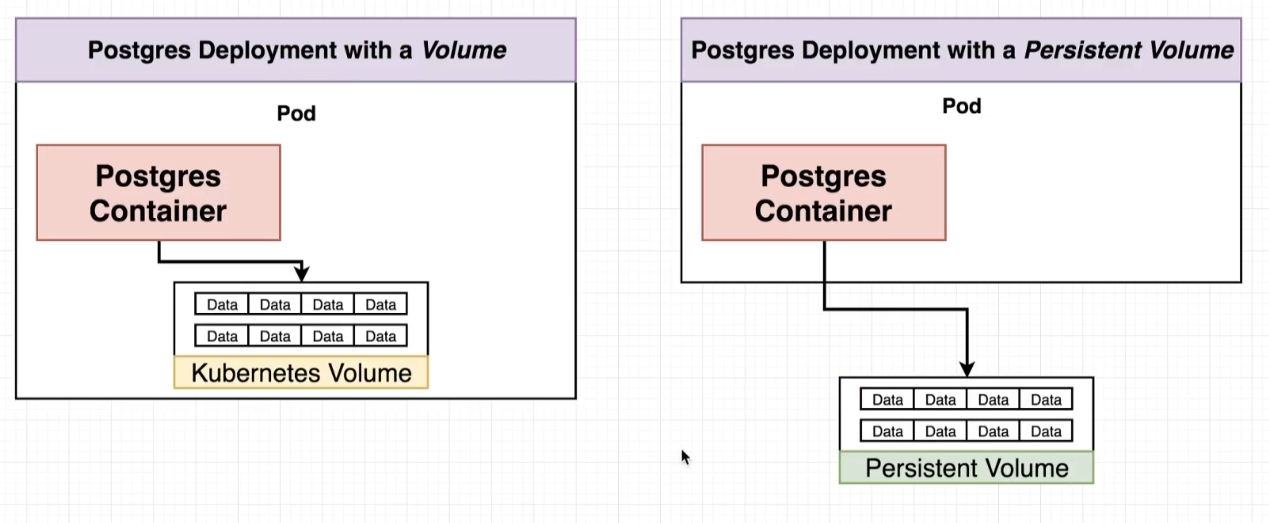 Postgres Deployment with a Volume
Pod
Postgres
Container
Data Data Data Data
Data Data Data Data
Kubernetes Volume
Postgres Deployment with a Persistent Volume
Pod
Postgres
Container
Data Data Data Data
Data Data Data Data
Persistent Volume